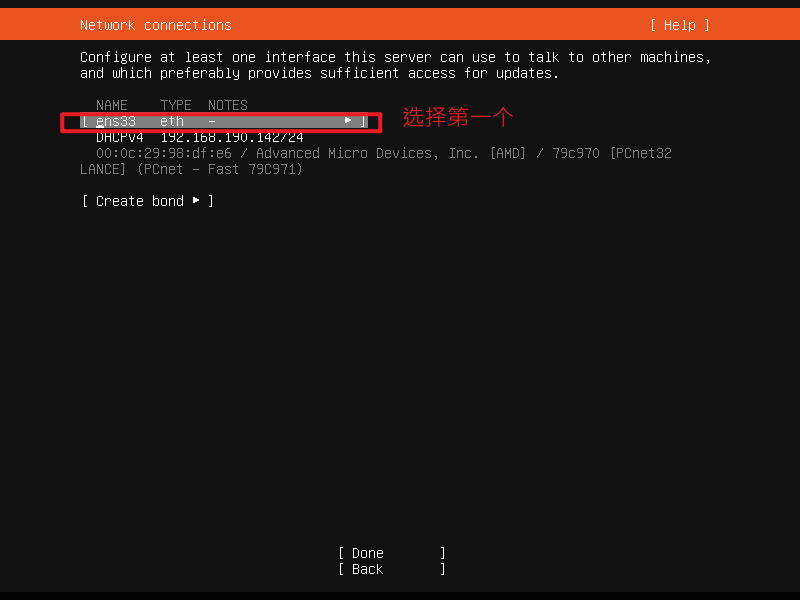 Network connections [ Help ]
Configure at least one interface this server can use to talk to other machines,
and which preferably provides sufficient access for updates.
NAME TYPE NOTES
[ ens33 eth – ▸ ] 选择第一个
DHCPv4 192.168.190.142/24
00:0c:29:98:df:e6 / Advanced Micro Devices, Inc. [AMD] / 79c970 [PCnet32
LANCE] (PCnet – Fast 79C971)
[ Create bond ▸ ]
[ Done ]
[ Back ]